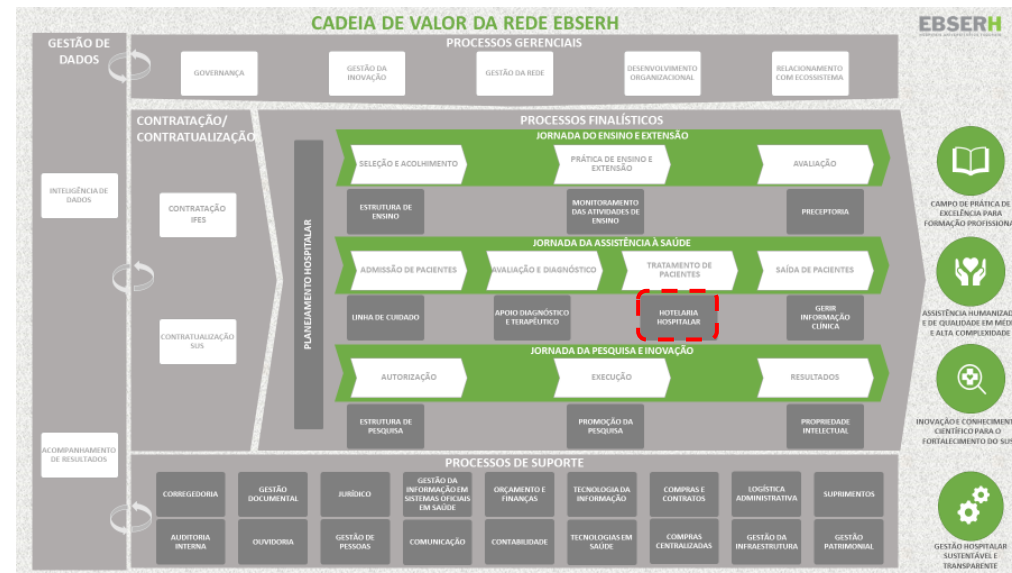 CADEIA DE VALOR DA REDE EBSERH
EBSERH
GESTÃO DE
DADOS
INTELIGÊNCIA DE
DADOS
ACOMPANHAMENTO
DE RESULTADOS
PROCESSOS GERENCIAIS
GOVERNANÇA
GESTÃO DA
INOVAÇÃO
GESTÃO DA REDE
DESENVOLVIMENTO
ORGANIZACIONAL
RELACIONAMENTO
COM ECOSSISTEMA
CONTRATAÇÃO/
CONTRATUALIZAÇÃO
CONTRATAÇÃO
IFES
CONTRATUALIZAÇÃO
SUS
PROCESSOS FINALÍSTICOS
PLANEJAMENTO HOSPITALAR
JORNADA DO ENSINO E EXTENSÃO
SELEÇÃO E ACOLHIMENTO
PRÁTICA DE ENSINO E
EXTENSÃO
AVALIAÇÃO
ESTRUTURA DE
ENSINO
MONITORAMENTO
DAS ATIVIDADES DE
ENSINO
PRECEPTORIA
JORNADA DA ASSISTÊNCIA À SAÚDE
ADMISSÃO DE PACIENTES
AVALIAÇÃO E DIAGNÓSTICO
TRATAMENTO DE
PACIENTES
SAÍDA DE PACIENTES
LINHA DE CUIDADO
APOIO DIAGNÓSTICO
E TERAPÊUTICO
HOTELARIA
HOSPITALAR
GERIR
INFORMAÇÃO
CLÍNICA
JORNADA DA PESQUISA E INOVAÇÃO
AUTORIZAÇÃO
EXECUÇÃO
RESULTADOS
ESTRUTURA DE
PESQUISA
PROMOÇÃO DA
PESQUISA
PROPRIEDADE
INTELECTUAL
PROCESSOS DE SUPORTE
CORREGEDORIA
GESTÃO
DOCUMENTAL
JURÍDICO
GESTÃO DA
INFORMAÇÃO EM
SISTEMAS OFICIAIS
EM SAÚDE
ORÇAMENTO E
FINANÇAS
TECNOLOGIA DA
INFORMAÇÃO
COMPRAS E
CONTRATOS
LOGÍSTICA
ADMINISTRATIVA
SUPRIMENTOS
AUDITORIA
INTERNA
OUVIDORIA
GESTÃO DE
PESSOAS
COMUNICAÇÃO
CONTABILIDADE
TECNOLOGIAS EM
SAÚDE
COMPRAS
CENTRALIZADAS
GESTÃO DA
INFRAESTRUTURA
GESTÃO
PATRIMONIAL
CAMPO DE PRÁTICA DE
EXCELÊNCIA PARA
FORMAÇÃO PROFISSIONA
ASSISTÊNCIA HUMANIZAD
E DE QUALIDADE EM MÉD
E ALTA COMPLEXIDADE
INOVAÇÃO E CONHECIMEN
CIENTÍFICO PARA O
FORTALECIMENTO DO SUS
GESTÃO HOSPITALAR
SUSTENTÁVEL E
TRANSPARENTE